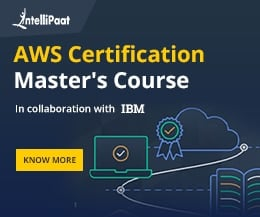 IntelliPaat
AWS Certification
Master's Course
In collaboration with IBM
KNOW MORE